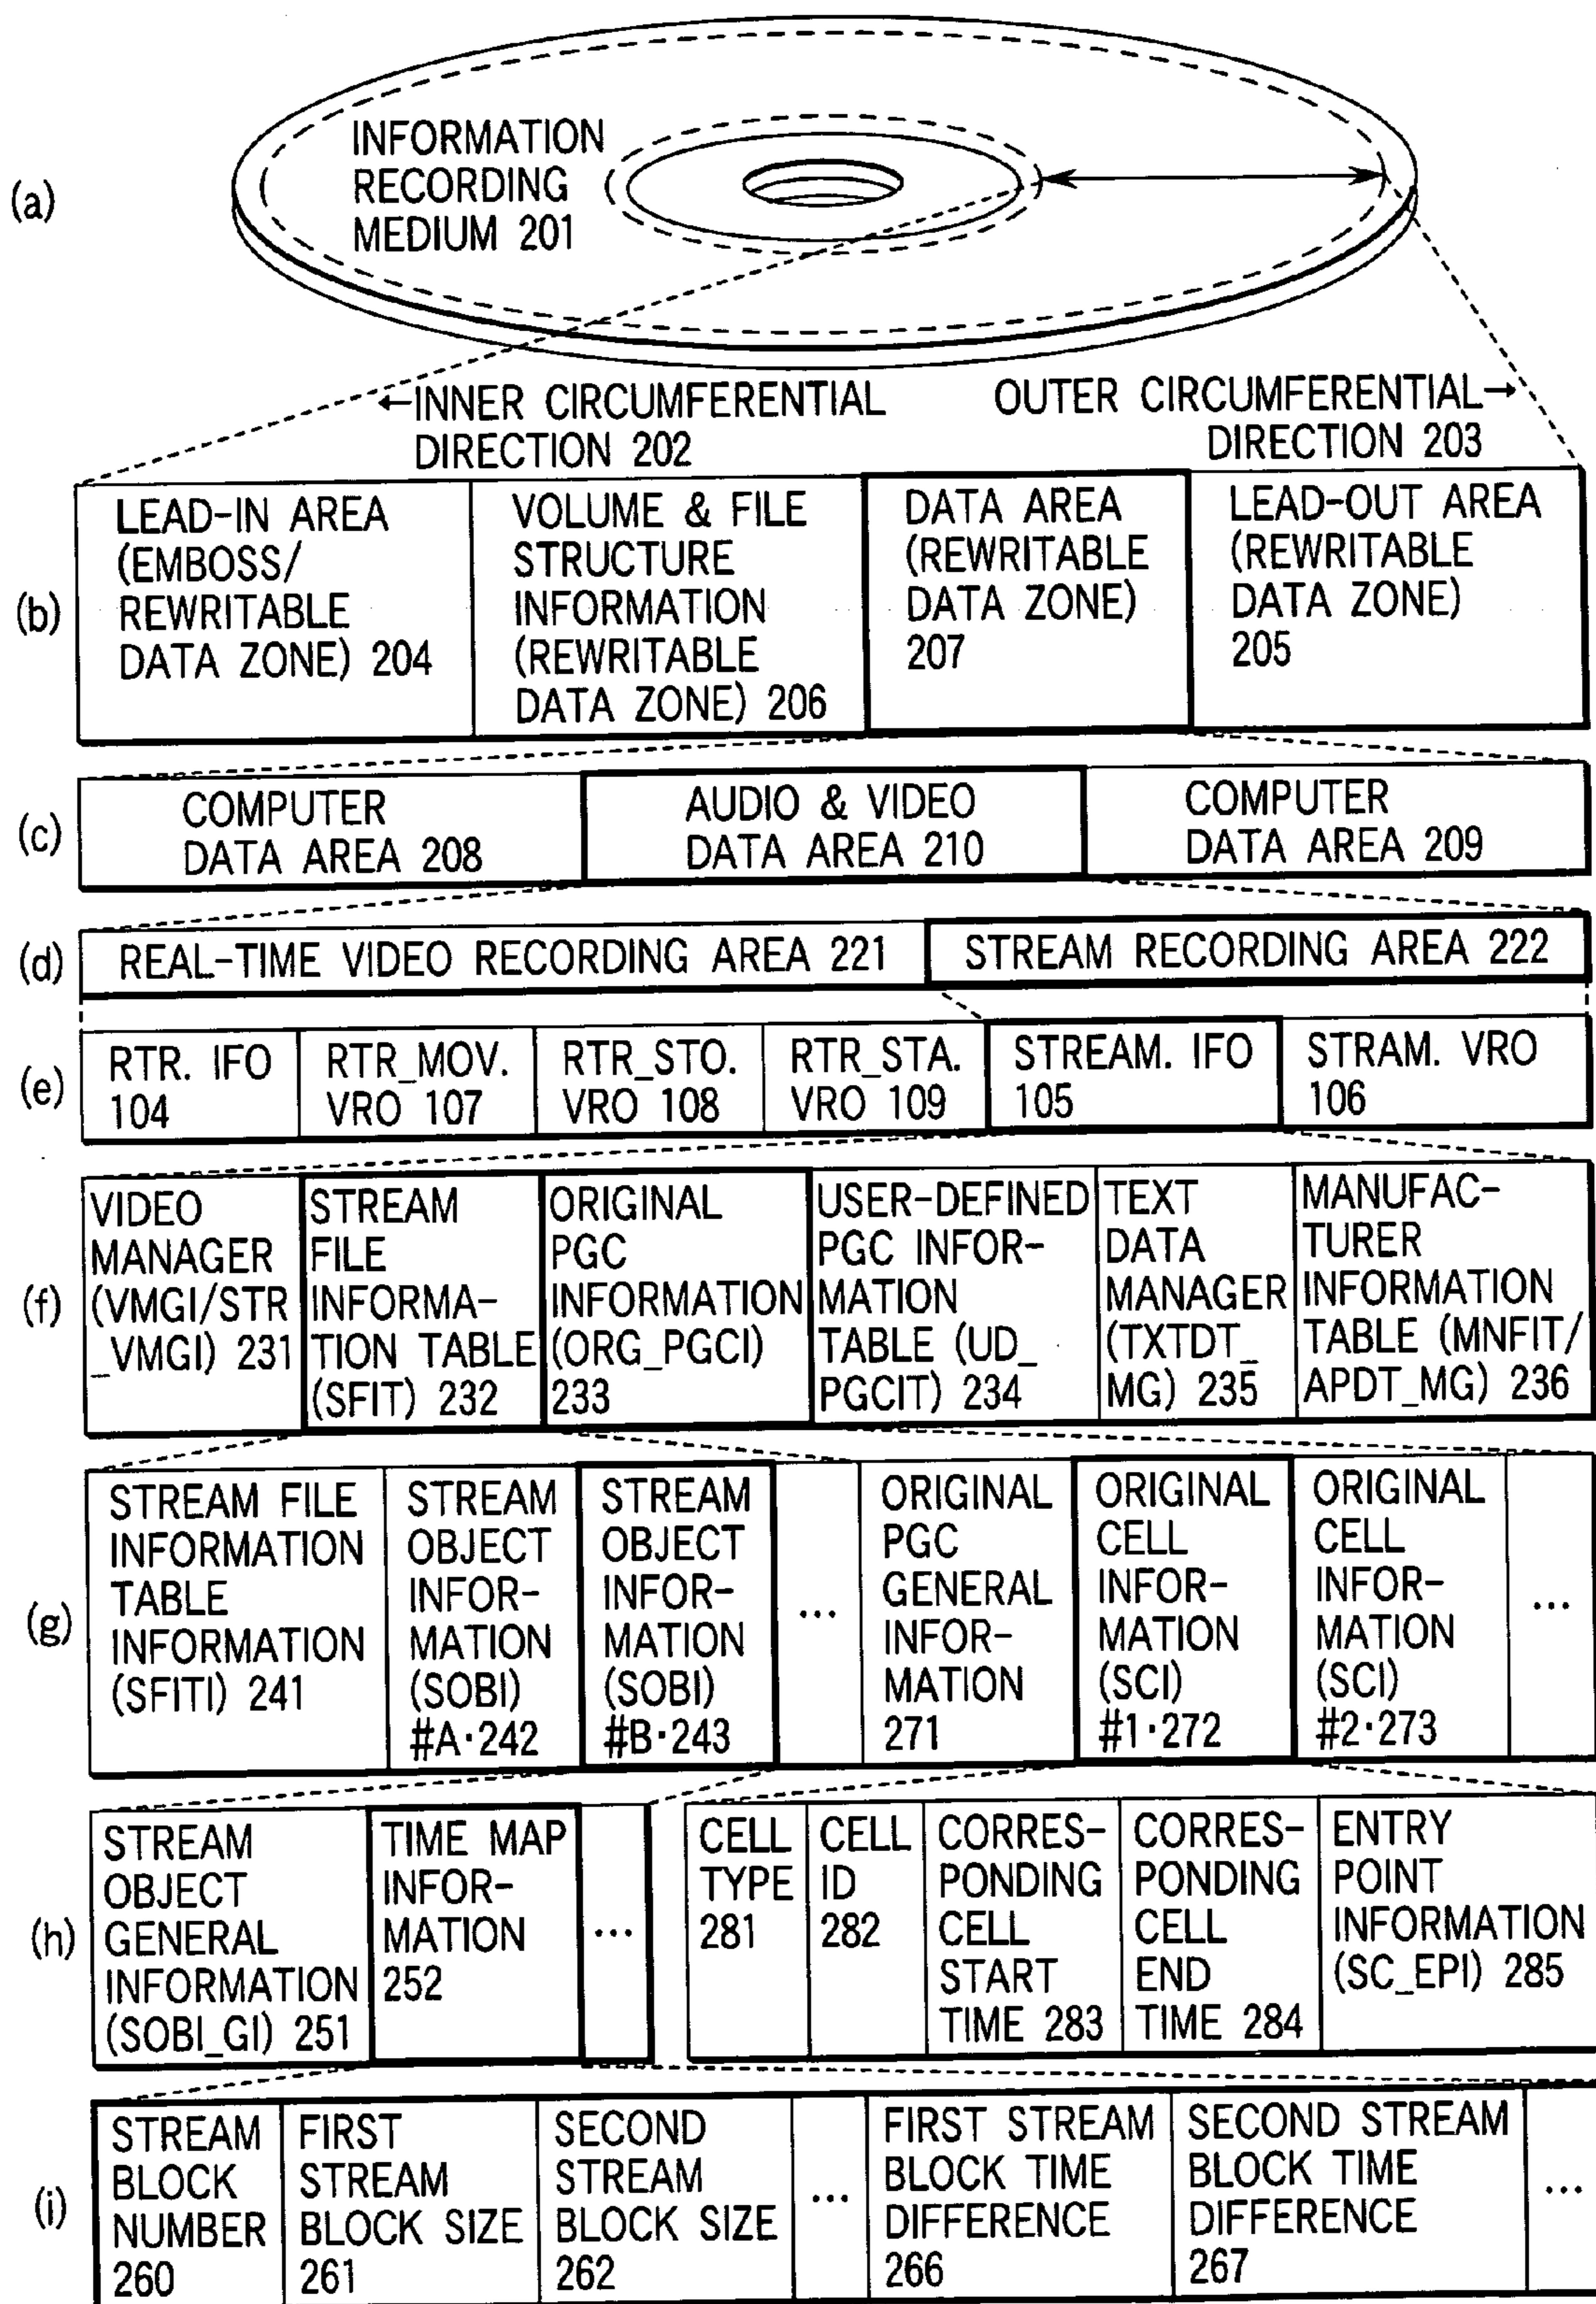 (a)
INFORMATION
RECORDING
MEDIUM 201
←INNER CIRCUMFERENTIAL
DIRECTION 202
OUTER CIRCUMFERENTIAL→
DIRECTION 203
(b)
LEAD-IN AREA
(EMBOSS/
REWRITABLE
DATA ZONE) 204
VOLUME & FILE
STRUCTURE
INFORMATION
(REWRITABLE
DATA ZONE) 206
DATA AREA
(REWRITABLE
DATA ZONE)
207
LEAD-OUT AREA
(REWRITABLE
DATA ZONE)
205
(c)
COMPUTER
DATA AREA 208
AUDIO & VIDEO
DATA AREA 210
COMPUTER
DATA AREA 209
(d)
REAL-TIME VIDEO RECORDING AREA 221
STREAM RECORDING AREA 222
(e)
RTR. IFO
104
RTR_MOV.
VRO 107
RTR_STO.
VRO 108
RTR_STA.
VRO 109
STREAM. IFO
105
STRAM. VRO
106
(f)
VIDEO
MANAGER
(VMGI/STR
_VMGI) 231
STREAM
FILE
INFORMA-
TION TABLE
(SFIT) 232
ORIGINAL
PGC
INFORMATION
(ORG_PGCI)
233
USER-DEFINED
PGC INFOR-
MATION
TABLE (UD_
PGCIT) 234
TEXT
DATA
MANAGER
(TXTDT_
MG) 235
MANUFAC-
TURER
INFORMATION
TABLE (MNFIT/
APDT_MG) 236
(g)
STREAM FILE
INFORMATION
TABLE
INFORMATION
(SFITI) 241
STREAM
OBJECT
INFOR-
MATION
(SOBI)
#A·242
STREAM
OBJECT
INFOR-
MATION
(SOBI)
#B·243
...
ORIGINAL
PGC
GENERAL
INFOR-
MATION
271
ORIGINAL
CELL
INFOR-
MATION
(SCI)
#1·272
ORIGINAL
CELL
INFOR-
MATION
(SCI)
#2·273
...
(h)
STREAM
OBJECT
GENERAL
INFORMATION
(SOBI_GI) 251
TIME MAP
INFOR-
MATION
252
...
CELL
TYPE
281
CELL
ID
282
CORRES-
PONDING
CELL
START
TIME 283
CORRES-
PONDING
CELL
END
TIME 284
ENTRY
POINT
INFORMATION
(SC_EPI) 285
(i)
STREAM
BLOCK
NUMBER
260
FIRST
STREAM
BLOCK SIZE
261
SECOND
STREAM
BLOCK SIZE
262
...
FIRST STREAM
BLOCK TIME
DIFFERENCE
266
SECOND STREAM
BLOCK TIME
DIFFERENCE
267
...